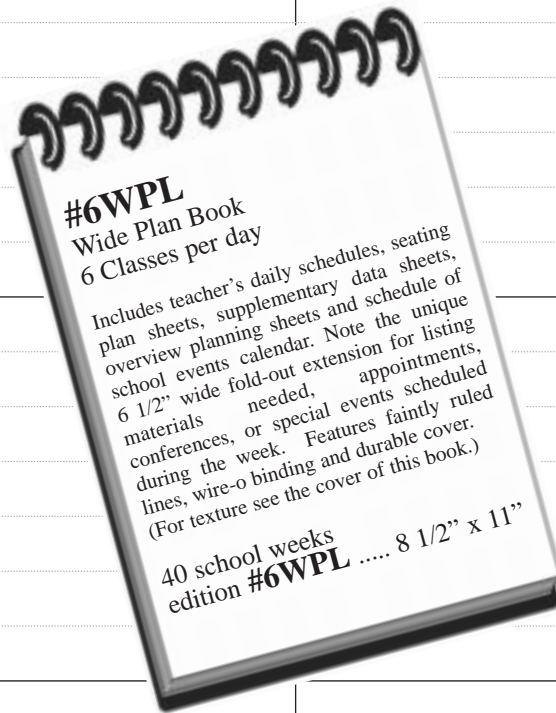 #6WPL
Wide Plan Book
6 Classes per day
Includes teacher’s daily schedules, seating
plan sheets, supplementary data sheets,
overview planning sheets and schedule of
school events calendar. Note the unique
6 1/2” wide fold-out extension for listing
materials needed, appointments,
conferences, or special events scheduled
during the week. Features faintly ruled
lines, wire-o binding and durable cover.
(For texture see the cover of this book.)
40 school weeks
edition #6WPL ..... 8 1/2” x 11”